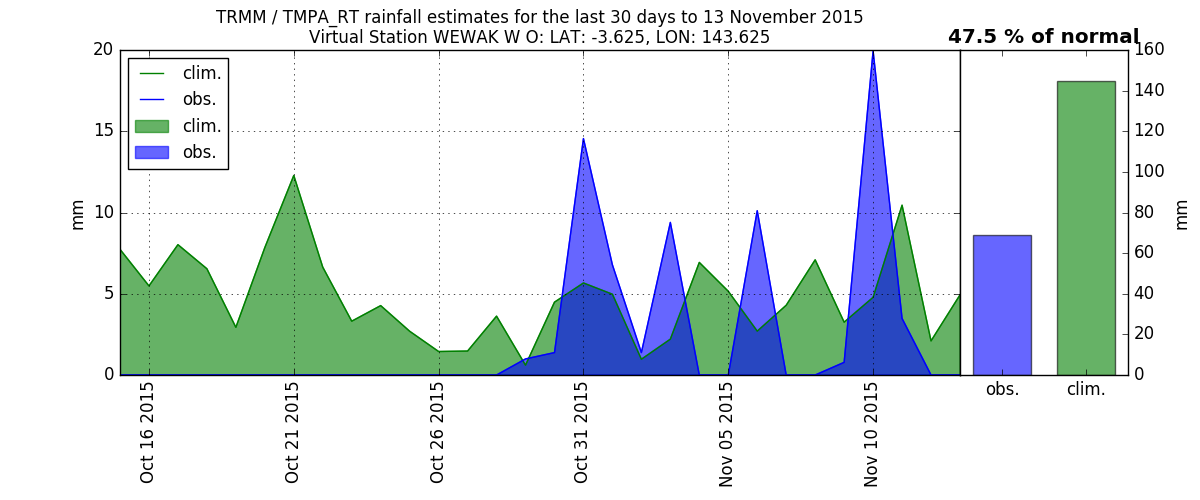 TRMM / TMPA_RT rainfall estimates for the last 30 days to 13 November 2015
Virtual Station WEWAK W O: LAT: -3.625, LON: 143.625
47.5 % of normal
20
15
10
5
0
mm
clim.
obs.
clim.
obs.
Oct 16 2015
Oct 21 2015
Oct 26 2015
Oct 31 2015
Nov 05 2015
Nov 10 2015
160
140
120
100
80
60
40
20
0
mm
obs.
clim.